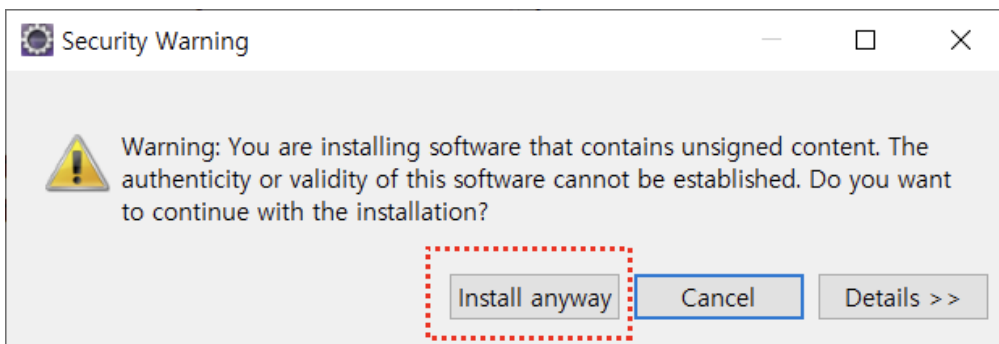 Security Warning
Warning: You are installing software that contains unsigned content. The
authenticity or validity of this software cannot be established. Do you want
to continue with the installation?
Install anyway Cancel Details >>